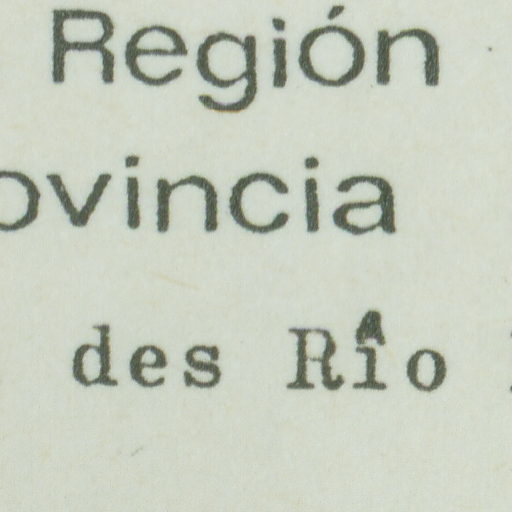 Región
ovincia
des Río